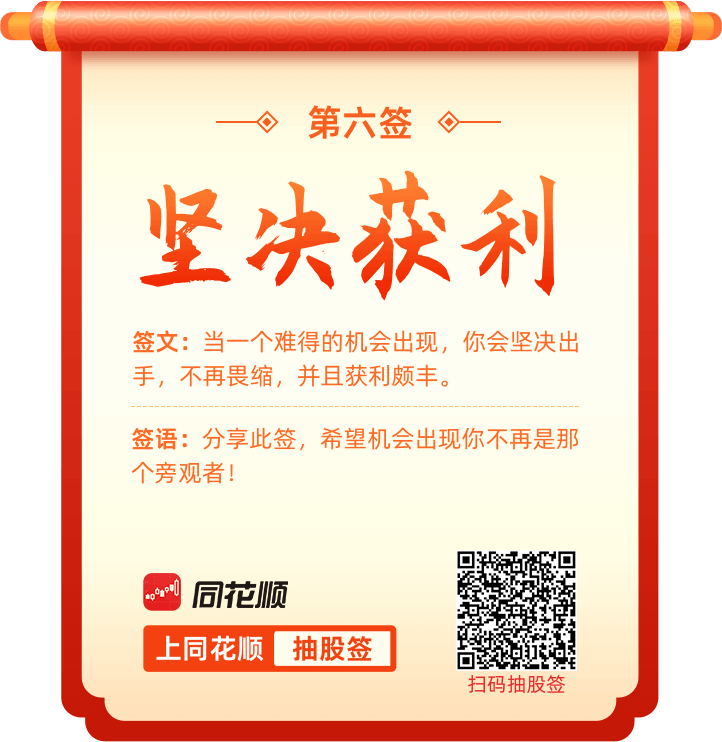 第六签
坚决获利
签文：当一个难得的机会出现，你会坚决出
手，不再畏缩，并且获利颇丰。
签语：分享此签，希望机会出现你不再是那
个旁观者！
同花顺
上同花顺 抽股签
扫码抽股签